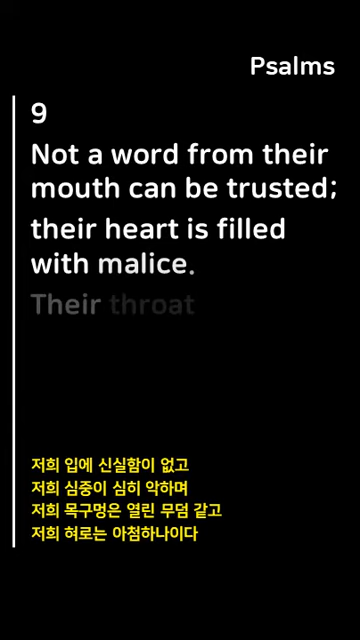 Psalms
9
Not a word from their
mouth can be trusted;
their heart is filled
with malice.
Their throat
저희 입에 신실함이 없고
저희 심중이 심히 악하며
저희 목구멍은 열린 무덤 같고
저희 혀로는 아첨하나이다